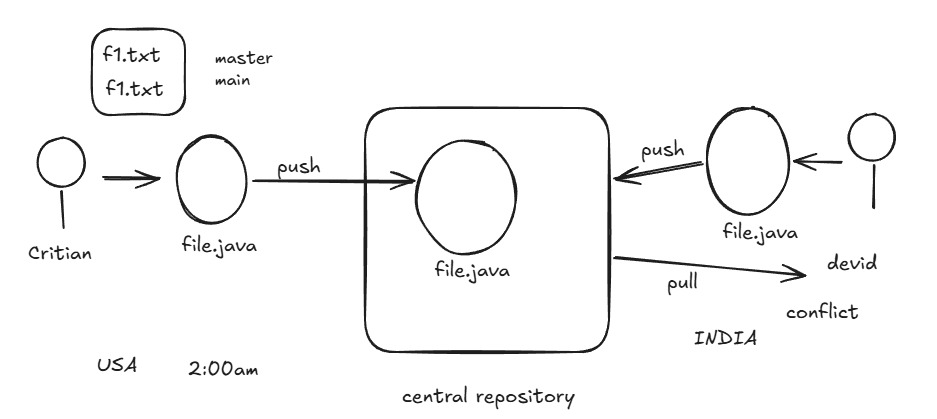 f1.txt
f1.txt
master
main
push
push
Critian
file.java
file.java
file.java
devid
pull
conflict
INDIA
USA
2:00am
central repository